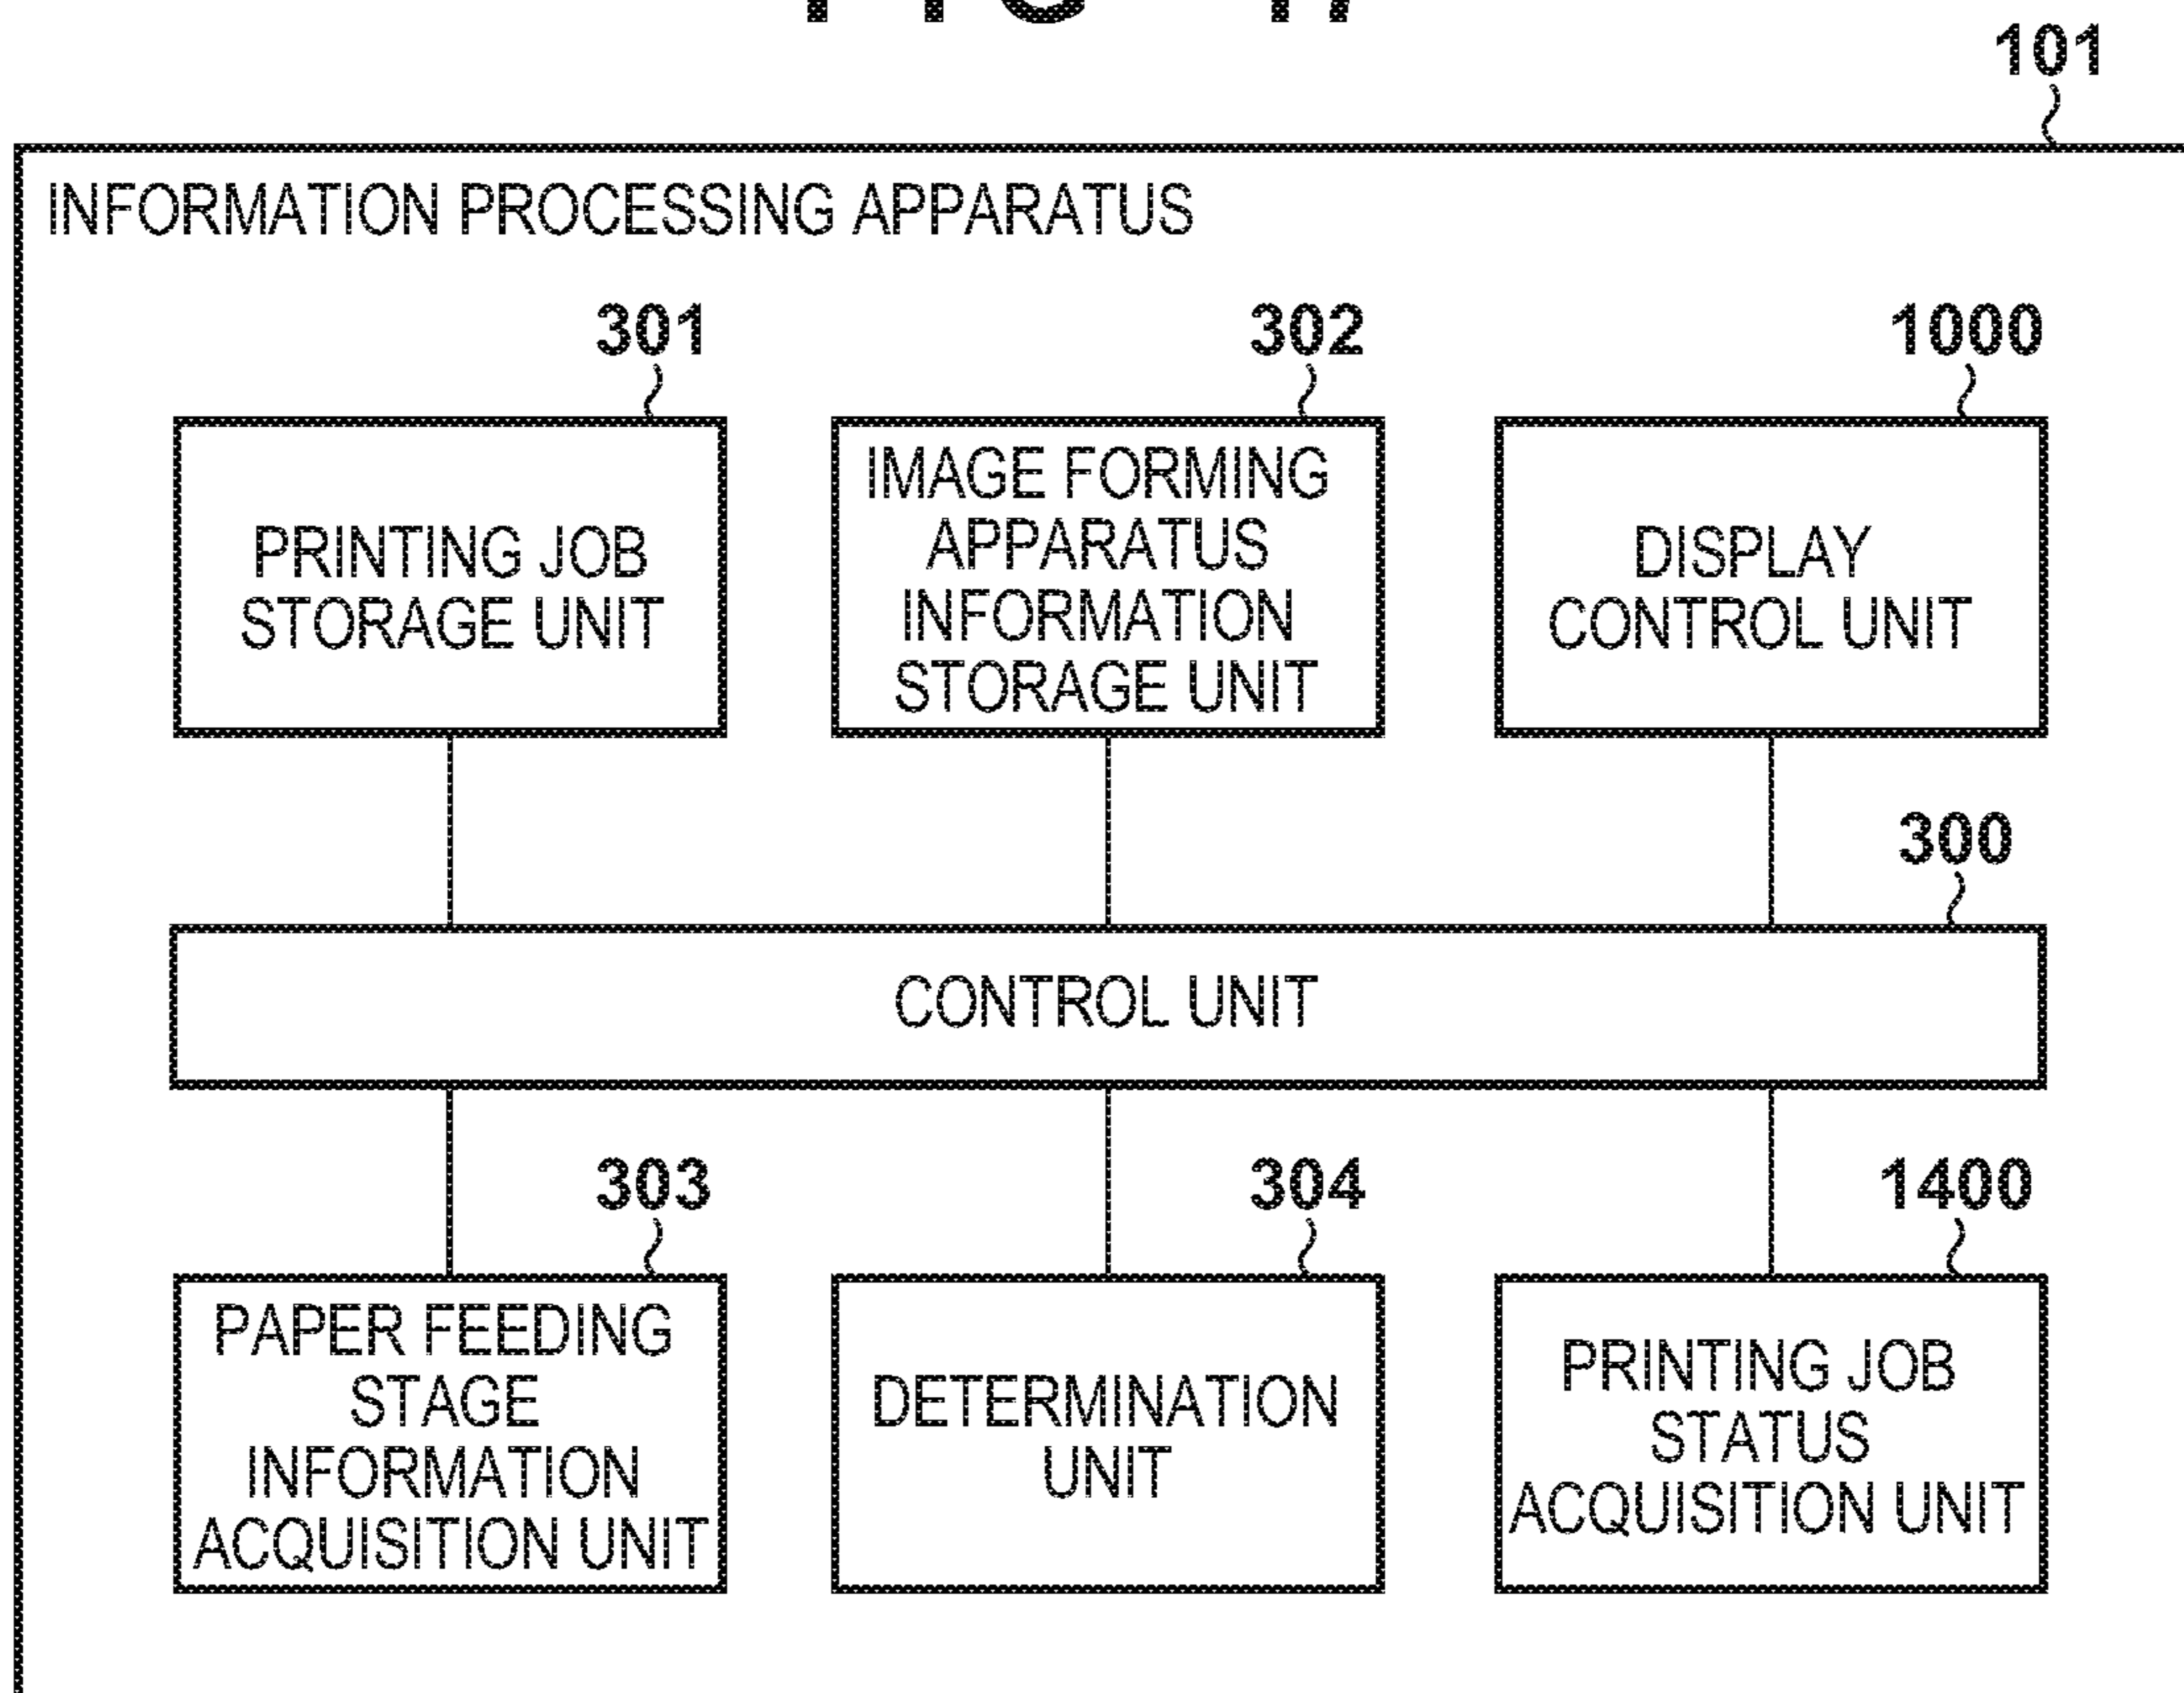 101
INFORMATION PROCESSING APPARATUS
301
302
1000
PRINTING JOB
STORAGE UNIT
IMAGE FORMING
APPARATUS
INFORMATION
STORAGE UNIT
DISPLAY
CONTROL UNIT
300
CONTROL UNIT
303
304
1400
PAPER FEEDING
STAGE
INFORMATION
ACQUISITION UNIT
DETERMINATION
UNIT
PRINTING JOB
STATUS
ACQUISITION UNIT